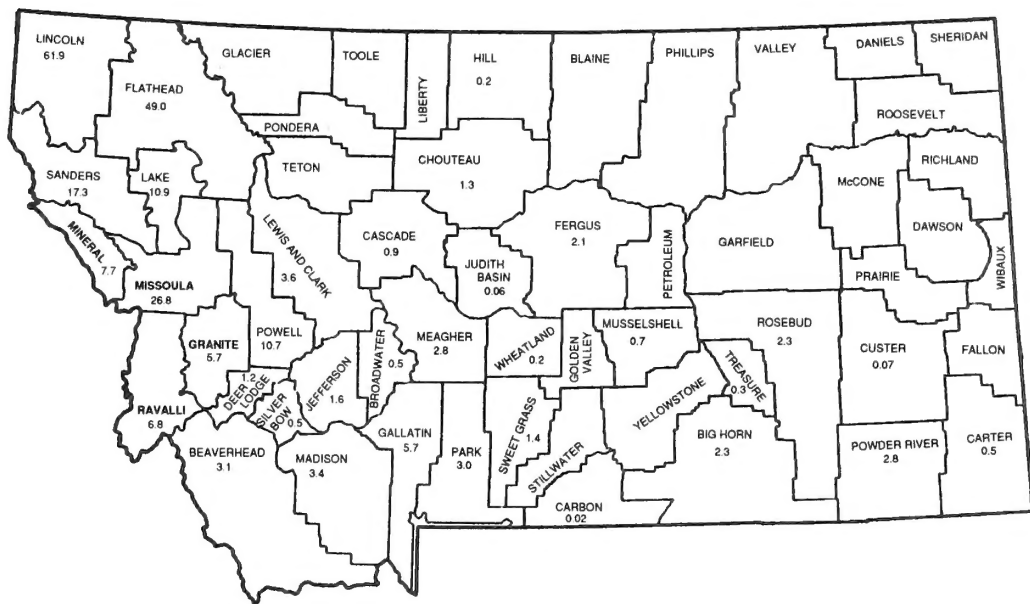 LINCOLN
61.9
FLATHEAD
49.0
GLACIER
TOOLE
LIBERTY
HILL
0.2
BLAINE
PHILLIPS
VALLEY
DANIELS
SHERIDAN
ROOSEVELT
PONDERA
TETON
CHOUTEAU
1.3
SANDERS
17.3
LAKE
10.9
RICHLAND
McCONE
DAWSON
WIBAUX
PRAIRIE
GARFIELD
PETROLEUM
FERGUS
2.1
JUDITH
BASIN
0.06
CASCADE
0.9
LEWIS AND CLARK
3.6
MINERAL
7.7
MISSOULA
26.8
POWELL
10.7
GRANITE
5.7
RAVALLI
6.8
1.2
DEER
LODGE
SILVER
BOW
0.5
JEFFERSON
1.6
BROADWATER
0.5
MEAGHER
2.8
WHEATLAND
0.2
GOLDEN
VALLEY
MUSSELSHELL
0.7
ROSEBUD
2.3
TREASURE
0.3
CUSTER
0.07
FALLON
BEAVERHEAD
3.1
MADISON
3.4
GALLATIN
5.7
PARK
3.0
SWEET GRASS
1.4
STILLWATER
YELLOWSTONE
BIG HORN
2.3
CARBON
0.02
POWDER RIVER
2.8
CARTER
0.5